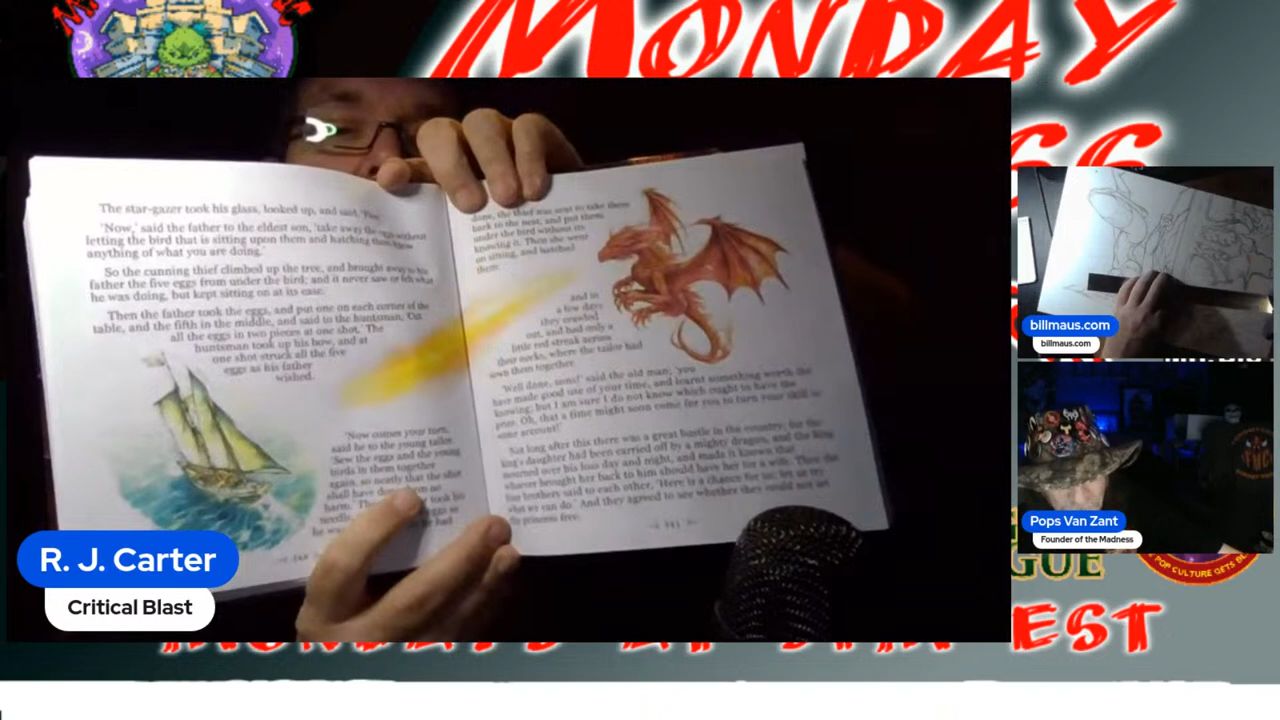 MONDAY
The star-gazer took his glass, looked up, and said, 'Five.'
'Now,' said the father to the eldest son, 'take away the eggs without
letting the bird that is sitting upon them and hatching them
anything of what you are doing.'
So the cunning thief climbed up the tree, and brought away to his
father the five eggs from under the bird; and it never saw or felt what
he was doing, but kept sitting on at its ease.
Then the father took the eggs, and put one on each corner of the
table, and the fifth in the middle, and said to the huntsman, 'Cut
all the eggs in two pieces at one shot.' The
huntsman took up his bow, and at
one shot struck all the five
eggs as his father
wished.
'Now comes your turn,'
said he to the young tailor.
'Sew the eggs and the young
birds in them together
again, so neatly that the shot
shall have done them no
harm.'
took his
done, the thief was sent to take them
back to the nest, and put them
under the bird without its
knowing it. Then she went
on sitting, and hatched
them:
and in
a few days
they crawled
out, and had only a
little red streak across
their necks, where the tailor had
sewn them together.
'Well done, sons!' said the old man; 'you
have made good use of your time, and learnt something worth the
knowing; but I am sure I do not know which ought to have the
prize. Oh, that a time might soon come for you to turn your skill to
some account!'
Not long after this there was a great bustle in the country; for the
king's daughter had been carried off by a mighty dragon, and the king
mourned over his loss day and night, and made it known that
whoever brought her back to him should have her for a wife. Then the
four brothers said to each other, 'Here is a chance for us; let us try
what we can do.' And they agreed to see whether they could not set
the princess free.
R. J. Carter
Critical Blast
billmaus.com
billmaus.com
Pops Van Zant
Founder of the Madness
GUE
POP CULTURE GETS
EST